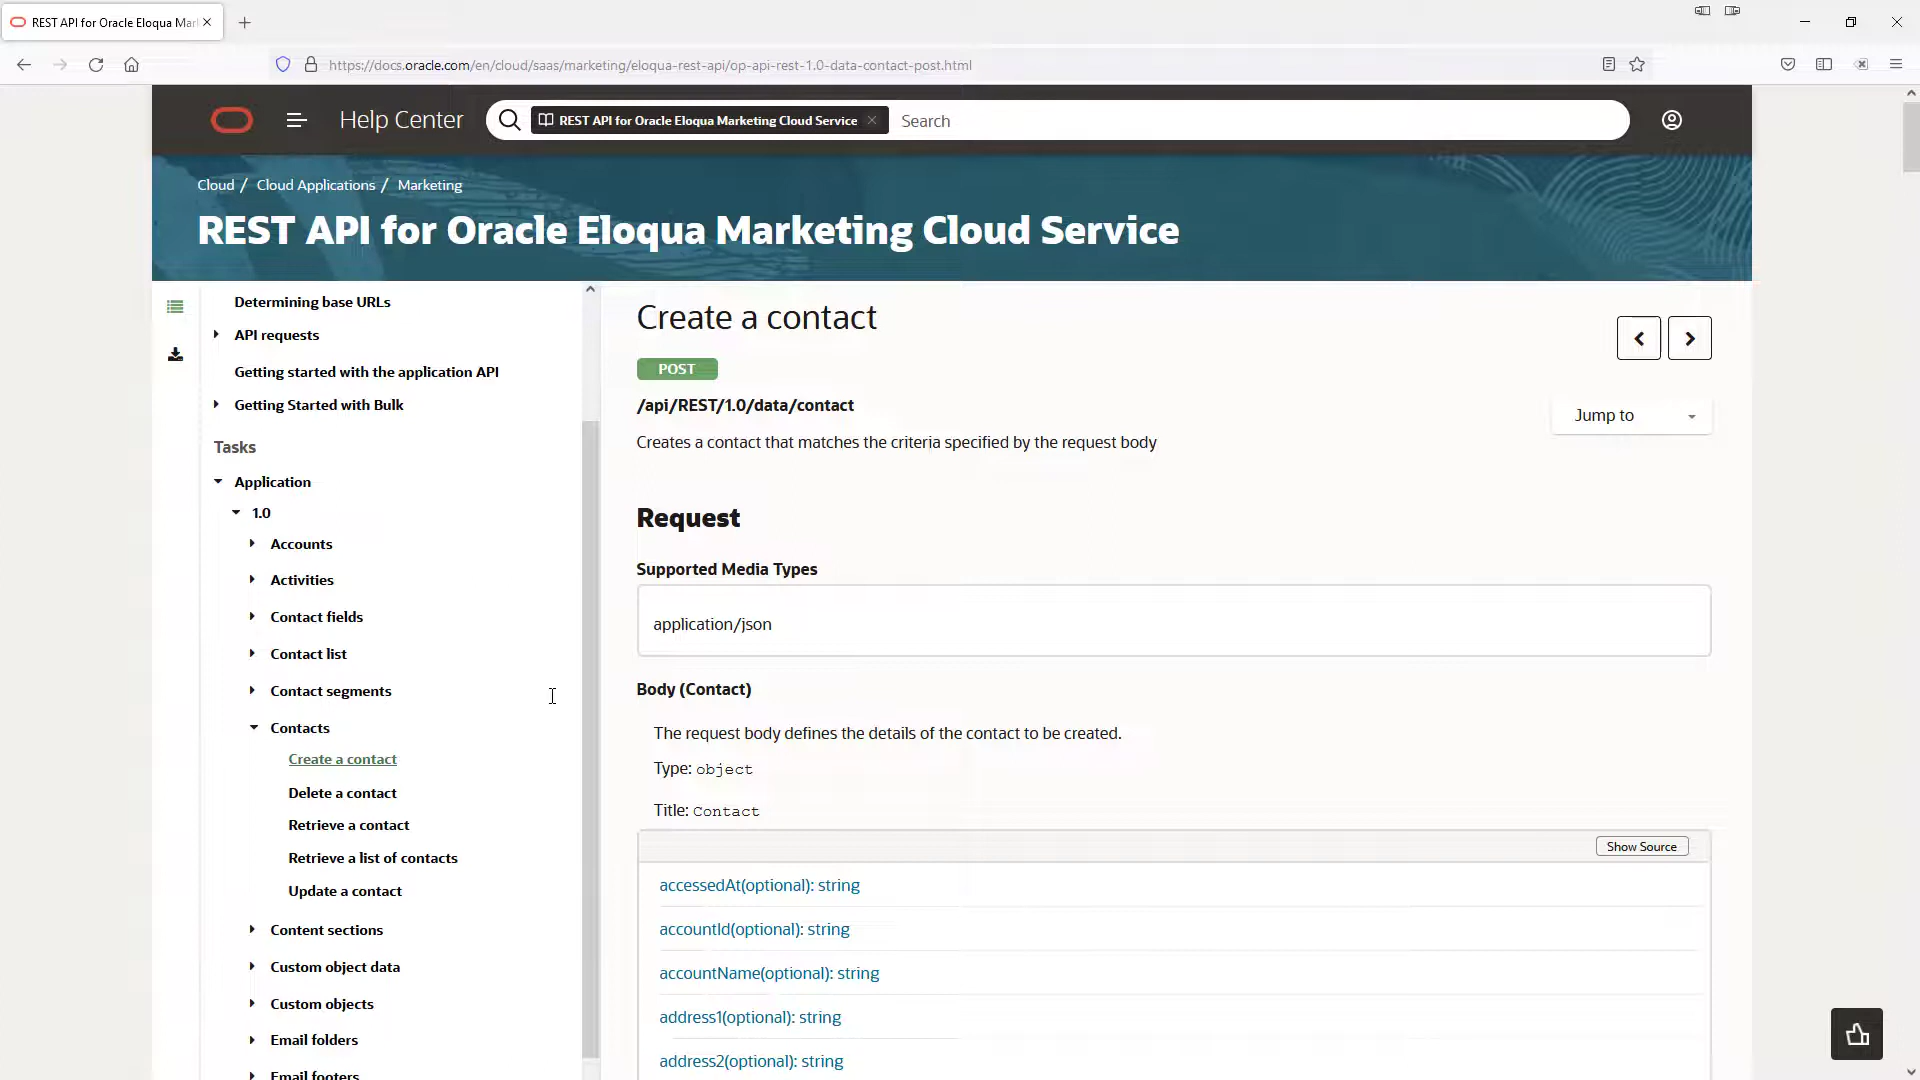 REST API for Oracle Eloqua Mar
https://docs.oracle.com/en/cloud/saas/marketing/eloqua-rest-api/op-api-rest-1.0-data-contact-post.html
Help Center
REST API for Oracle Eloqua Marketing Cloud Service
Search
Cloud / Cloud Applications / Marketing
REST API for Oracle Eloqua Marketing Cloud Service
Determining base URLs
API requests
Getting started with the application API
Getting Started with Bulk
Tasks
Application
1.0
Accounts
Activities
Contact fields
Contact list
Contact segments
Contacts
Create a contact
Delete a contact
Retrieve a contact
Retrieve a list of contacts
Update a contact
Content sections
Custom object data
Custom objects
Email folders
Email footers
Create a contact
POST
/api/REST/1.0/data/contact
Jump to
Creates a contact that matches the criteria specified by the request body
Request
Supported Media Types
application/json
Body (Contact)
The request body defines the details of the contact to be created.
Type: object
Title: Contact
Show Source
accessedAt(optional): string
accountId(optional): string
accountName(optional): string
address1(optional): string
address2(optional): string